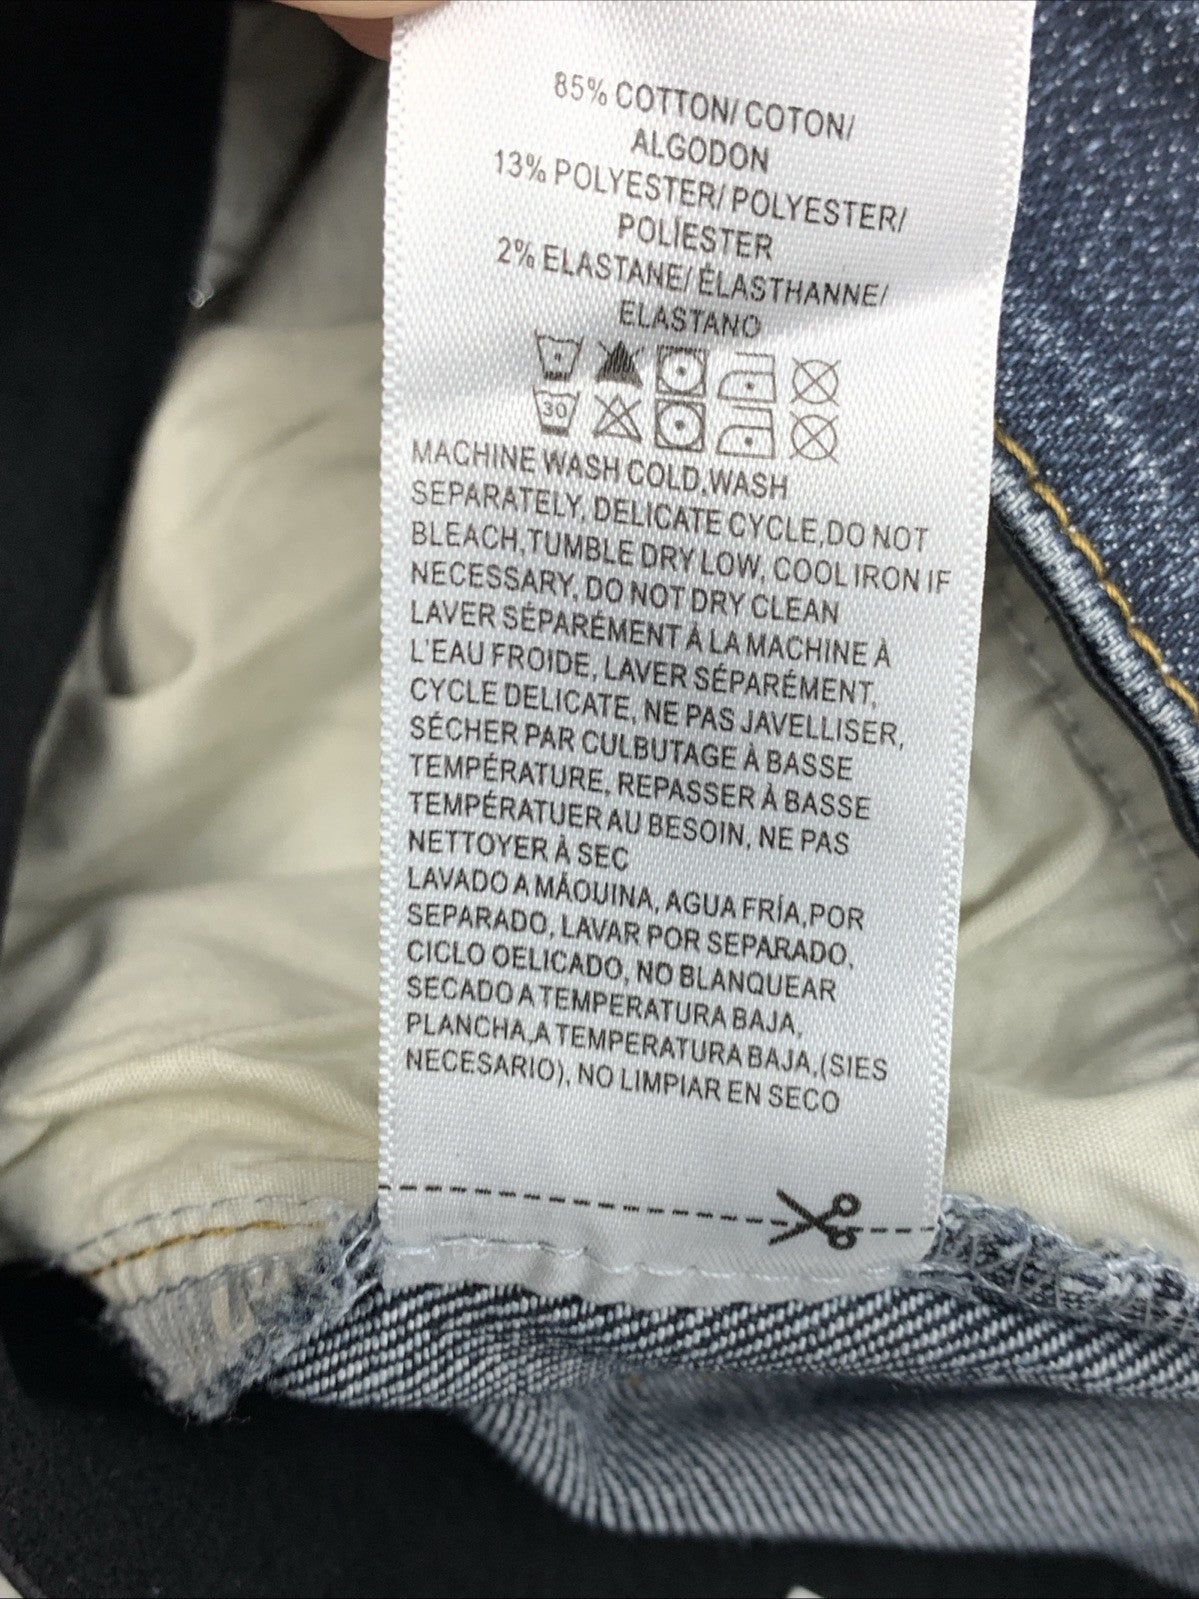 85% COTTON/ COTON/
ALGODON
13% POLYESTER/ POLYESTER/
POLÍESTER
2% ELASTANE/ ÉLASTHANNE/
ELASTANO
30
MACHINE WASH COLD,WASH
SEPARATELY, DELICATE CYCLE,DO NOT
BLEACH,TUMBLE DRY LOW, COOL IRON IF
NECESSARY, DO NOT DRY CLEAN
LAVER SÉPARÉMENT À LA MACHINE À
L'EAU FROIDE, LAVER SÉPARÉMENT,
CYCLE DELICATE, NE PAS JAVELLISER,
SÉCHER PAR CULBUTAGE À BASSE
TEMPÉRATURE, REPASSER À BASSE
TEMPÉRATUER AU BESOIN, NE PAS
NETTOYER À SEC
LAVADO A MÁOUINA, AGUA FRÍA,POR
SEPARADO, LAVAR POR SEPARADO,
CICLO OELICADO, NO BLANQUEAR
SECADO A TEMPERATURA BAJA,
PLANCHA,A TEMPERATURA BAJA,(SIES
NECESARIO), NO LIMPIAR EN SECO